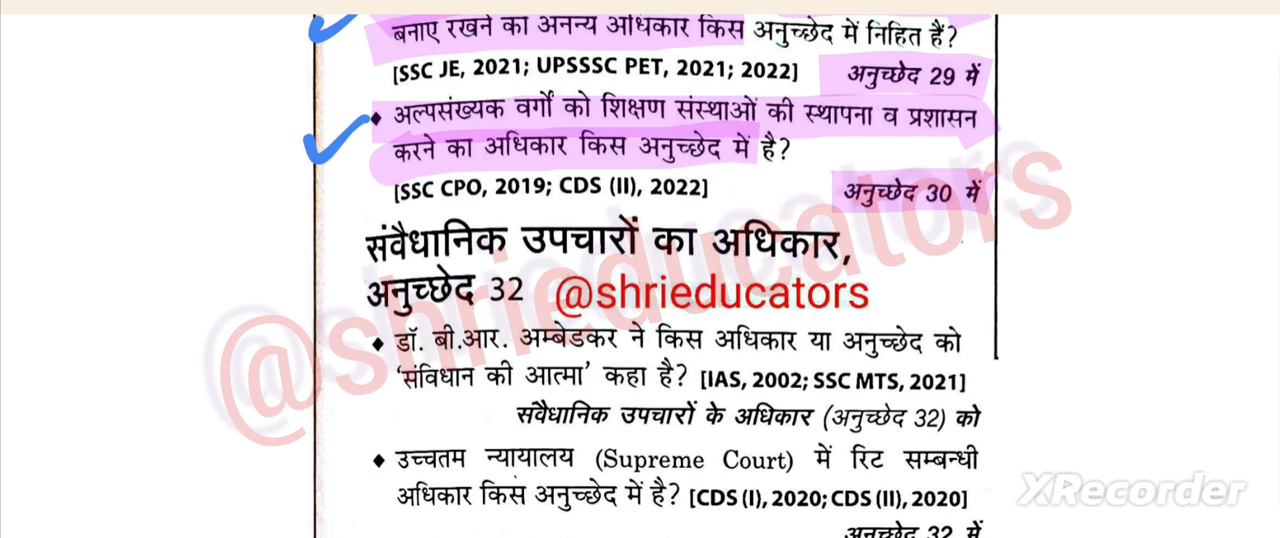 बनाए रखने का अनन्य अधिकार किस अनुच्छेद में निहित हैं?
[SSC JE, 2021; UPSSSC PET, 2021; 2022] अनुच्छेद 29 में
♦ अल्पसंख्यक वर्गों को शिक्षण संस्थाओं की स्थापना व प्रशासन
करने का अधिकार किस अनुच्छेद में है?
[SSC CPO, 2019; CDS (II), 2022] अनुच्छेद 30 में
संवैधानिक उपचारों का अधिकार,
अनुच्छेद 32 @shrieducators
@shrieducators
♦ डॉ. बी.आर. अम्बेडकर ने किस अधिकार या अनुच्छेद को
‘संविधान की आत्मा’ कहा है? [IAS, 2002; SSC MTS, 2021]
संवैधानिक उपचारों के अधिकार (अनुच्छेद 32) को
♦ उच्चतम न्यायालय (Supreme Court) में रिट सम्बन्धी
अधिकार किस अनुच्छेद में है? [CDS (I), 2020; CDS (II), 2020]
XRecorder
अनुच्छेद 32 में